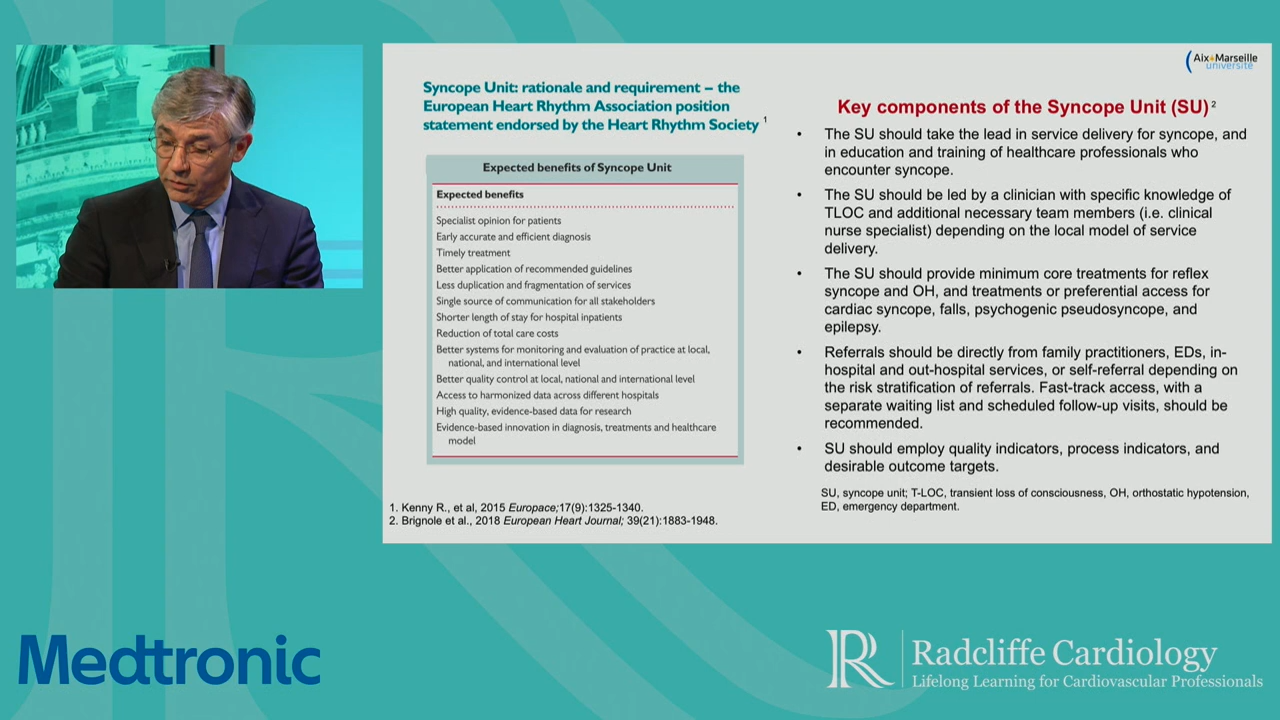 Aix*Marseille
université
Syncope Unit: rationale and requirement – the
European Heart Rhythm Association position
statement endorsed by the Heart Rhythm Society 1
Expected benefits of Syncope Unit
Expected benefits
Specialist opinion for patients
Early accurate and efficient diagnosis
Timely treatment
Better application of recommended guidelines
Less duplication and fragmentation of services
Single source of communication for all stakeholders
Shorter length of stay for hospital inpatients
Reduction of total care costs
Better systems for monitoring and evaluation of practice at local,
national, and international level
Better quality control at local, national and international level
Access to harmonized data across different hospitals
High quality, evidence-based data for research
Evidence-based innovation in diagnosis, treatments and healthcare
model
1. Kenny R., et al, 2015 Europace;17(9):1325-1340.
2. Brignole et al., 2018 European Heart Journal; 39(21):1883-1948.
Key components of the Syncope Unit (SU) 2
• The SU should take the lead in service delivery for syncope, and
in education and training of healthcare professionals who
encounter syncope.
• The SU should be led by a clinician with specific knowledge of
TLOC and additional necessary team members (i.e. clinical
nurse specialist) depending on the local model of service
delivery.
• The SU should provide minimum core treatments for reflex
syncope and OH, and treatments or preferential access for
cardiac syncope, falls, psychogenic pseudosyncope, and
epilepsy.
• Referrals should be directly from family practitioners, EDs, in-
hospital and out-hospital services, or self-referral depending on
the risk stratification of referrals. Fast-track access, with a
separate waiting list and scheduled follow-up visits, should be
recommended.
• SU should employ quality indicators, process indicators, and
desirable outcome targets.
SU, syncope unit; T-LOC, transient loss of consciousness, OH, orthostatic hypotension,
ED, emergency department.
Medtronic
R
Radcliffe Cardiology
Lifelong Learning for Cardiovascular Professionals